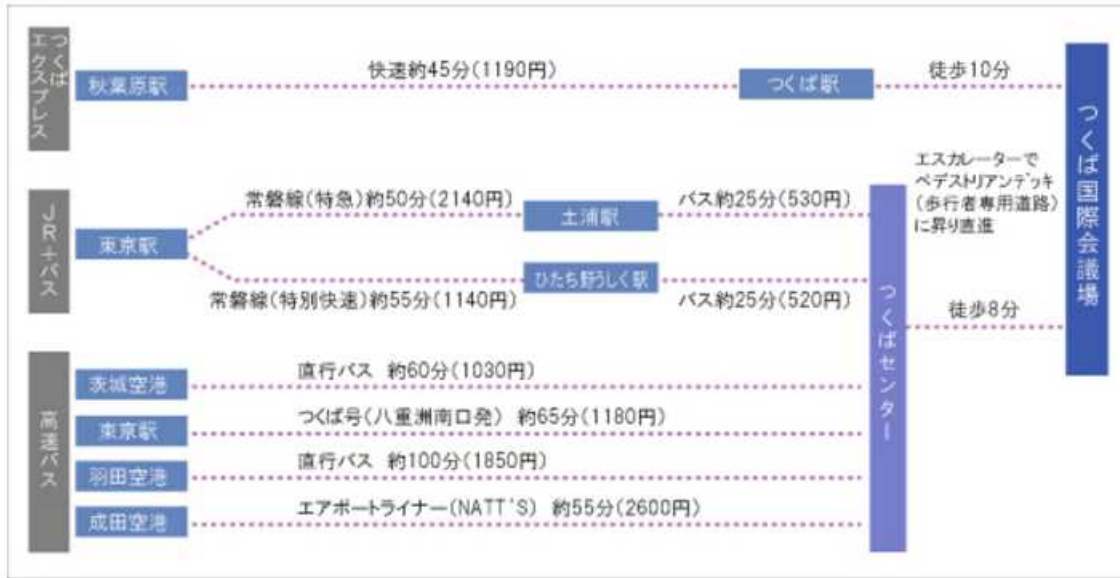 つくば
エクスプレス
秋葉原駅
快速約45分(1190円)
つくば駅
徒歩10分
つくば国際会議場
JR＋バス
東京駅
常磐線(特急)約50分(2140円)
土浦駅
バス約25分(530円)
常磐線(特別快速)約55分(1140円)
ひたち野うしく駅
バス約25分(520円)
つくばセンター
エスカレーターで
ペデストリアンデッキ
(歩行者専用道路)
に昇り直進
徒歩8分
高速バス
茨城空港
直行バス 約60分(1030円)
東京駅
つくば号(八重洲南口発) 約65分(1180円)
羽田空港
直行バス 約100分(1850円)
成田空港
エアポートライナー(NATT'S) 約55分(2600円)